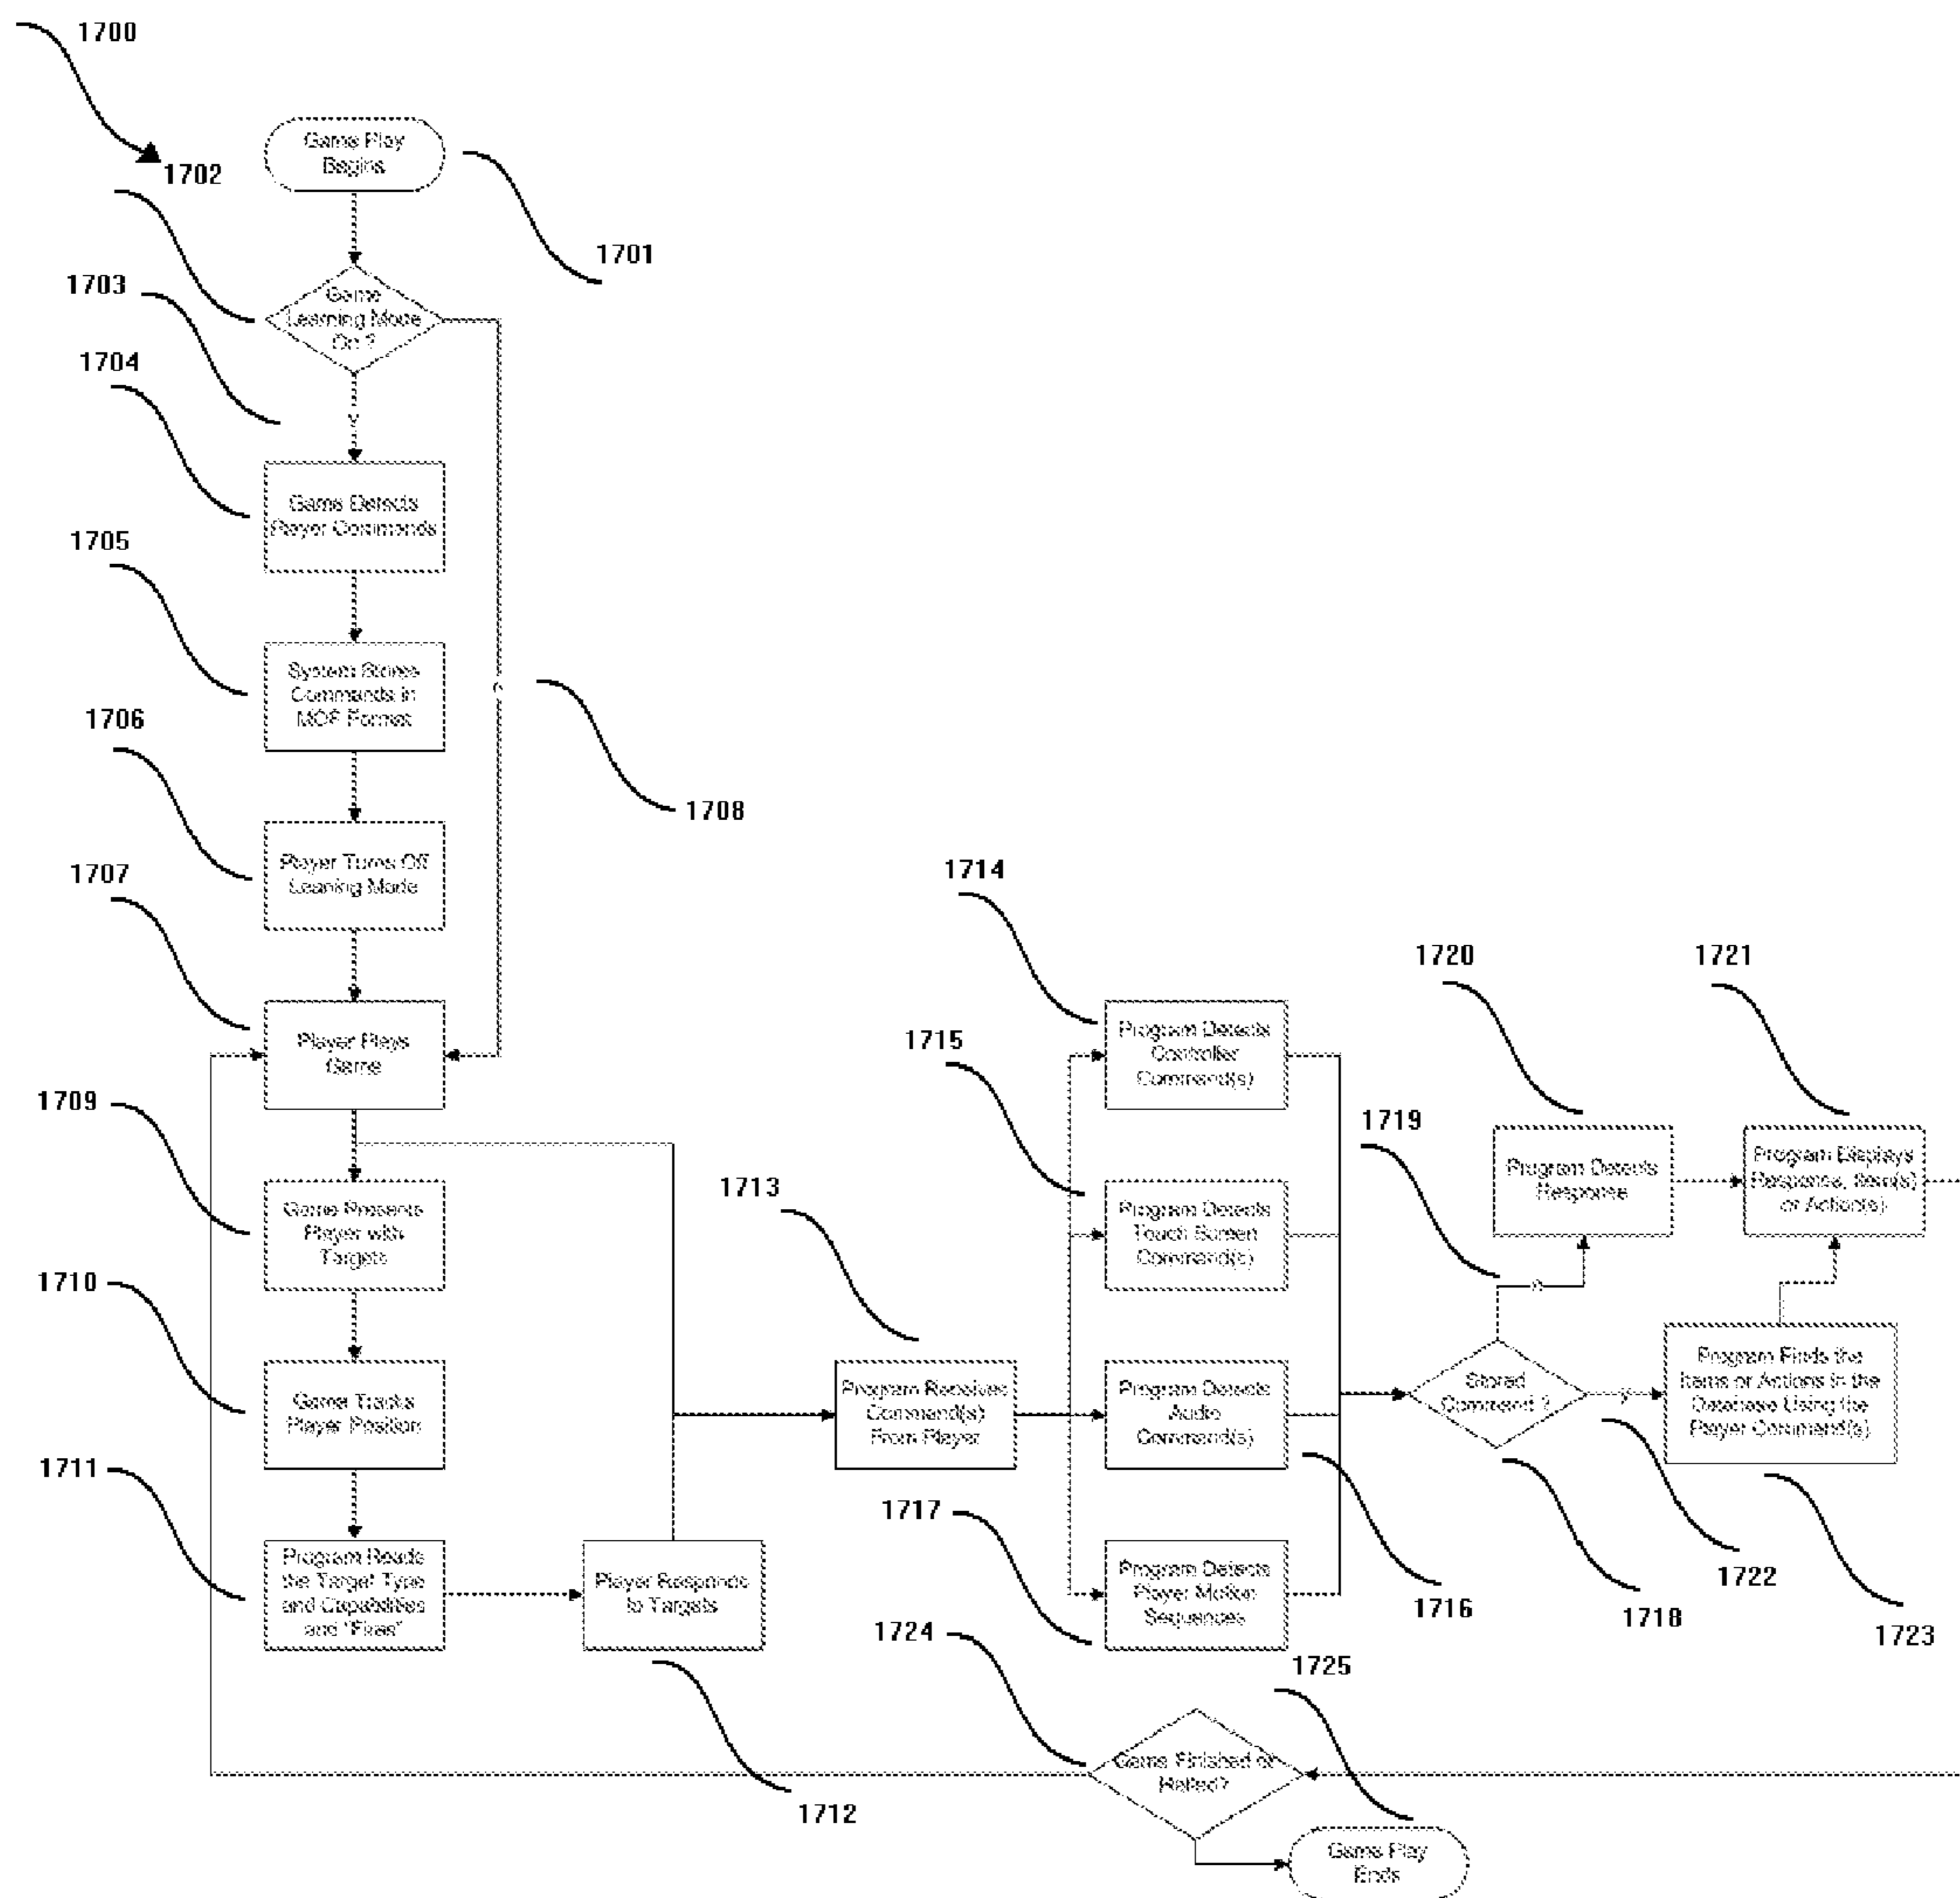 1700
Game Play
Begins
1702
1701
1703
Game
Learning Mode
On ?
1704
y
Game Detects
Player Commands
1705
System Stores
Commands in
MOF Format
1706
1708
Player Turns Off
Leaning Mode
1707
Player Plays
Game
1709
Game Presents
Player with
Targets
1710
Game Tracks
Player Position
1711
Program Reads
the Target Type
and Capabilities
and "Fires"
Player Responds
to Targets
1712
1713
Program Receives
Command(s)
From Player
1714
Program Detects
Controller
Command(s)
1715
Program Detects
Touch Screen
Command(s)
Program Detects
Audio
Command(s)
1716
1717
Program Detects
Player Motion
Sequences
1718
Stored
Command ?
1719
n
1720
Program Detects
Response
1721
Program Displays
Response, Item(s)
or Action(s)
y
1722
Program Finds the
Items or Actions in the
Database Using the
Player Command(s)
1723
1724
Game Finished or
Halted?
1725
Game Play
Ends